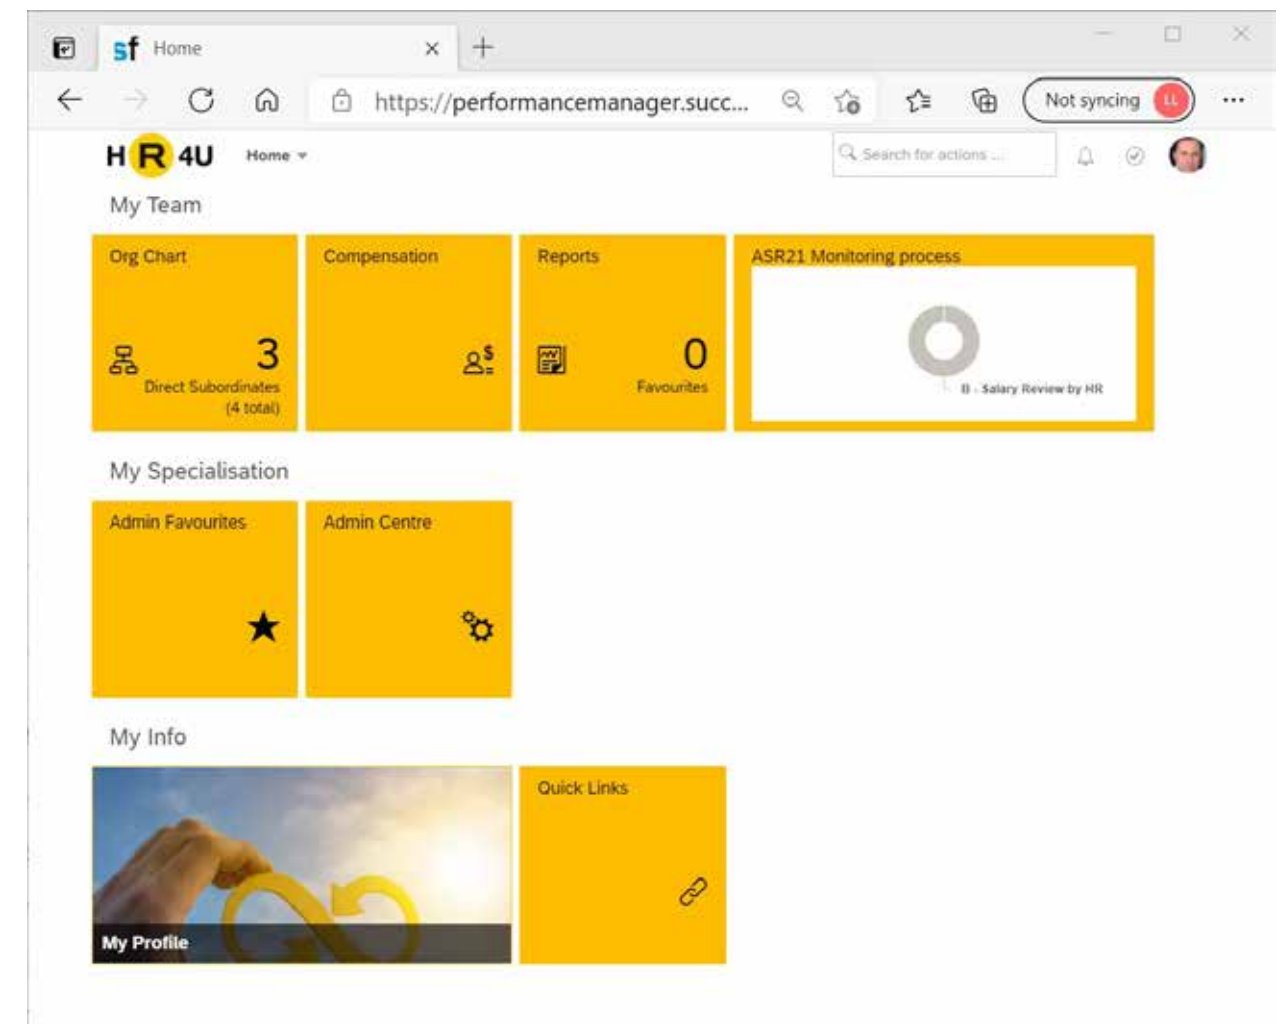 sf Home
https://performancemanager.succ...
Not syncing LL
H R 4U Home
Search for actions ...
My Team
Org Chart
3
Direct Subordinates
(4 total)
Compensation
Reports
0
Favourites
ASR21 Monitoring process
B - Salary Review by HR
My Specialisation
Admin Favourites
Admin Centre
My Info
My Profile
Quick Links